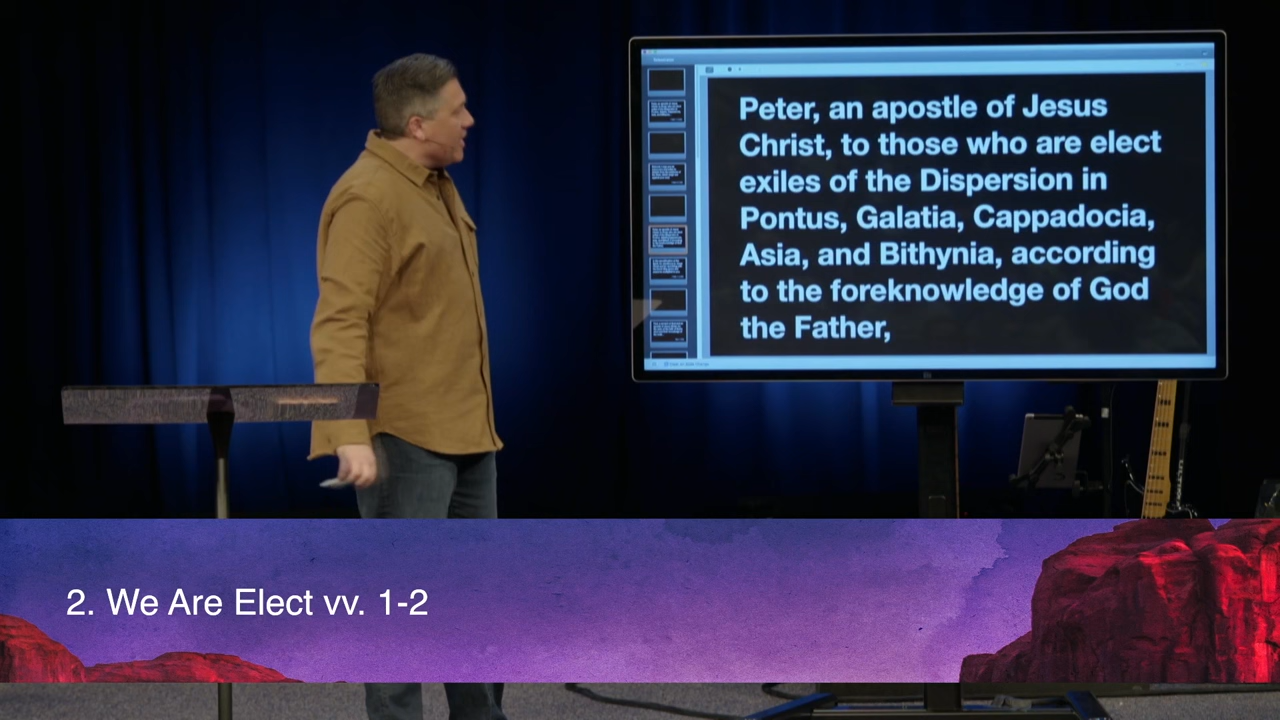 Peter, an apostle of Jesus
Christ, to those who are elect
exiles of the Dispersion in
Pontus, Galatia, Cappadocia,
Asia, and Bithynia, according
to the foreknowledge of God
the Father,
2. We Are Elect vv. 1-2